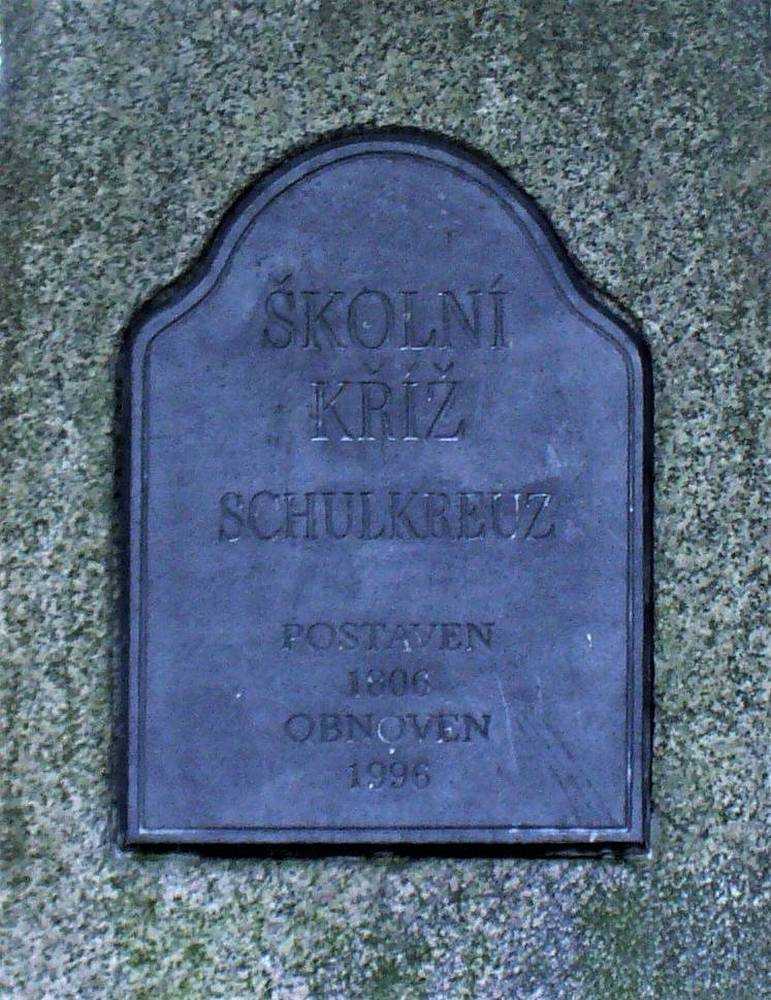 ŠKOLNÍ
KŘÍŽ
SCHULKREUZ
POSTAVEN
1806
OBNOVEN
1996